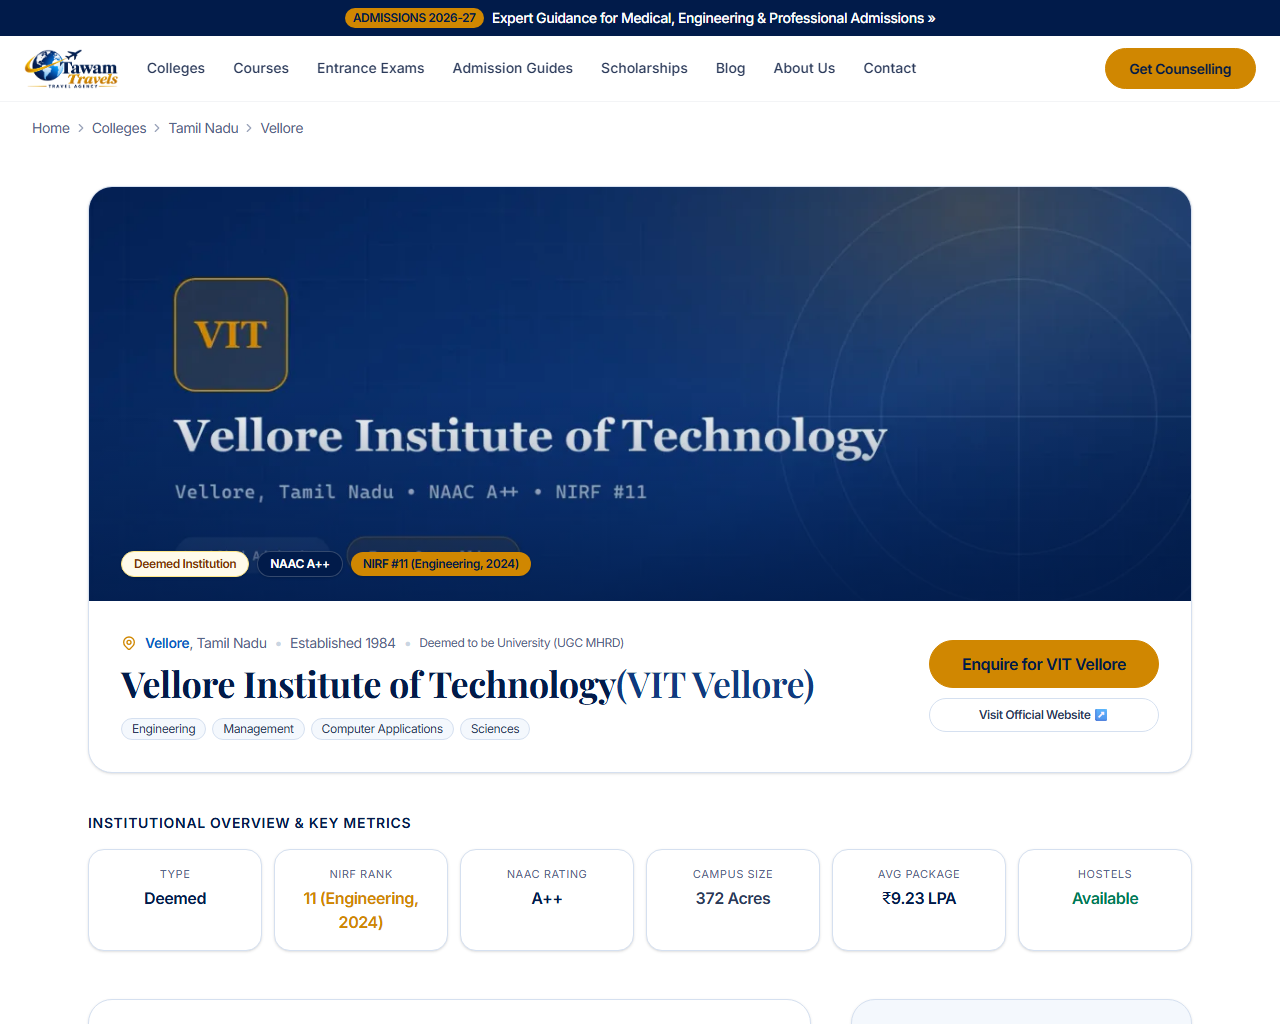 ADMISSIONS 2026-27 Expert Guidance for Medical, Engineering & Professional Admissions »
Tawam
Travels
TRAVEL AGENCY
Colleges Courses Entrance Exams Admission Guides Scholarships Blog About Us Contact Get Counselling
Home > Colleges > Tamil Nadu > Vellore
VIT
Vellore Institute of Technology
Vellore, Tamil Nadu • NAAC A++ • NIRF #11
Deemed Institution NAAC A++ NIRF #11 (Engineering, 2024)
Vellore, Tamil Nadu • Established 1984 • Deemed to be University (UGC MHRD)
Vellore Institute of Technology(VIT Vellore)
Engineering Management Computer Applications Sciences
Enquire for VIT Vellore
Visit Official Website ↗
INSTITUTIONAL OVERVIEW & KEY METRICS
TYPE
Deemed
NIRF RANK
11 (Engineering,
2024)
NAAC RATING
A++
CAMPUS SIZE
372 Acres
AVG PACKAGE
₹9.23 LPA
HOSTELS
Available